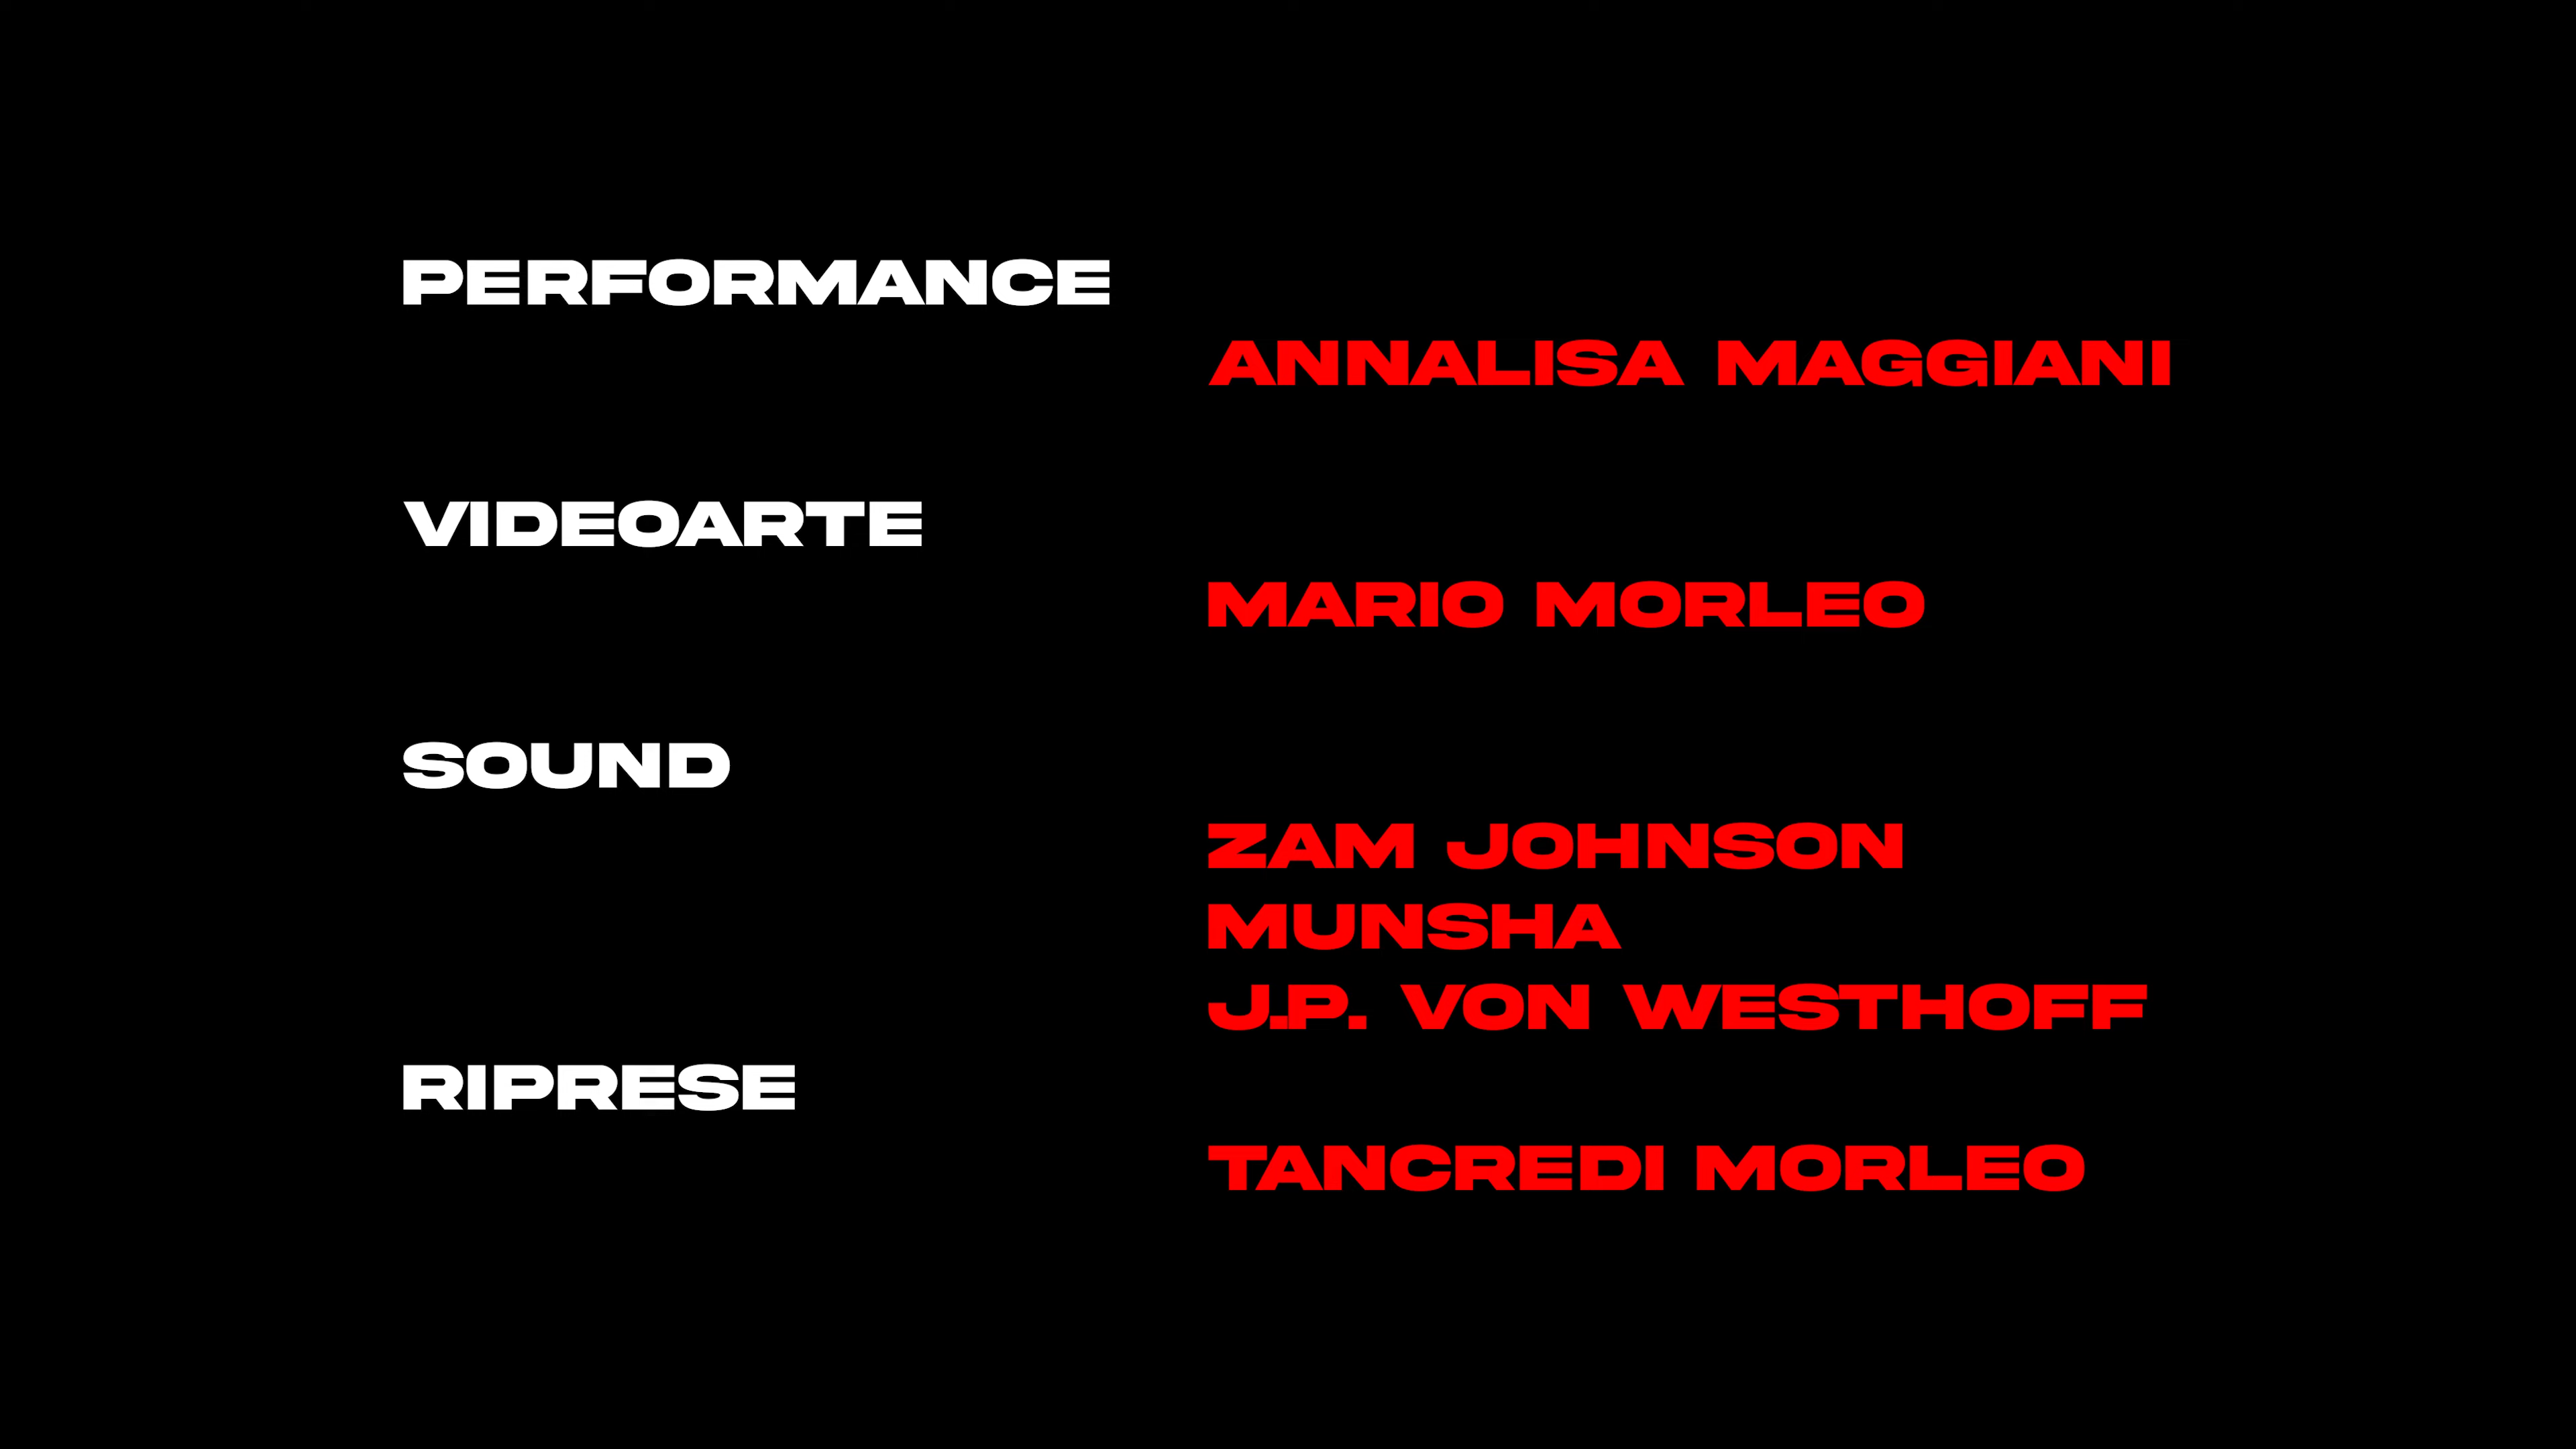 PERFORMANCE
ANNALISA MAGGIANI
VIDEOARTE
MARIO MORLEO
SOUND
ZAM JOHNSON
MUNSHA
J.P. VON WESTHOFF
RIPRESE
TANCREDI MORLEO